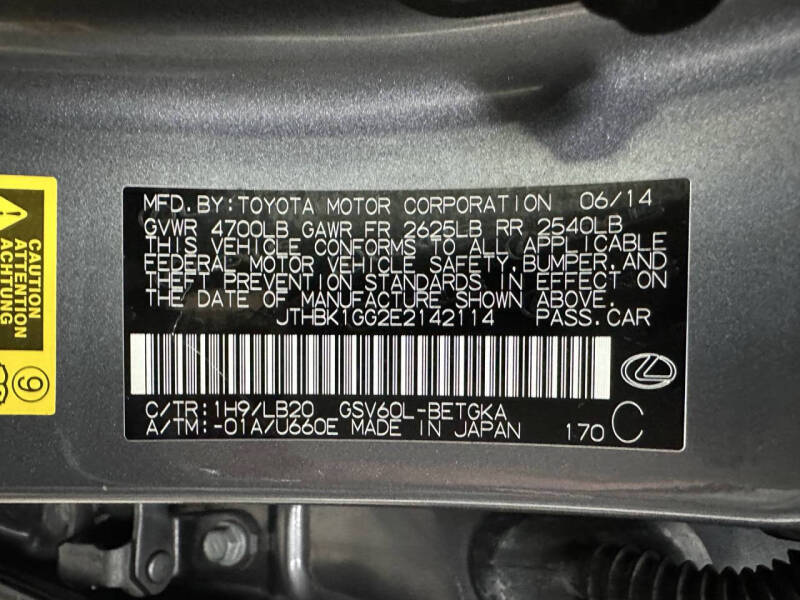 MFD. BY: TOYOTA MOTOR CORPORATION 06/14
GVWR 4700LB GAWR FR 2625LB RR 2540LB
THIS VEHICLE CONFORMS TO ALL APPLICABLE
FEDERAL MOTOR VEHICLE SAFETY, BUMPER, AND
THEFT PREVENTION STANDARDS IN EFFECT ON
THE DATE OF MANUFACTURE SHOWN ABOVE.
JTHBK1GG2E2142114 PASS.CAR
C/TR: 1H9/LB20 GSV60L-BETGKA
A/TM: -01A/U660E MADE IN JAPAN 170 C
CAUTION
ATTENTION
ACHTUNG
9